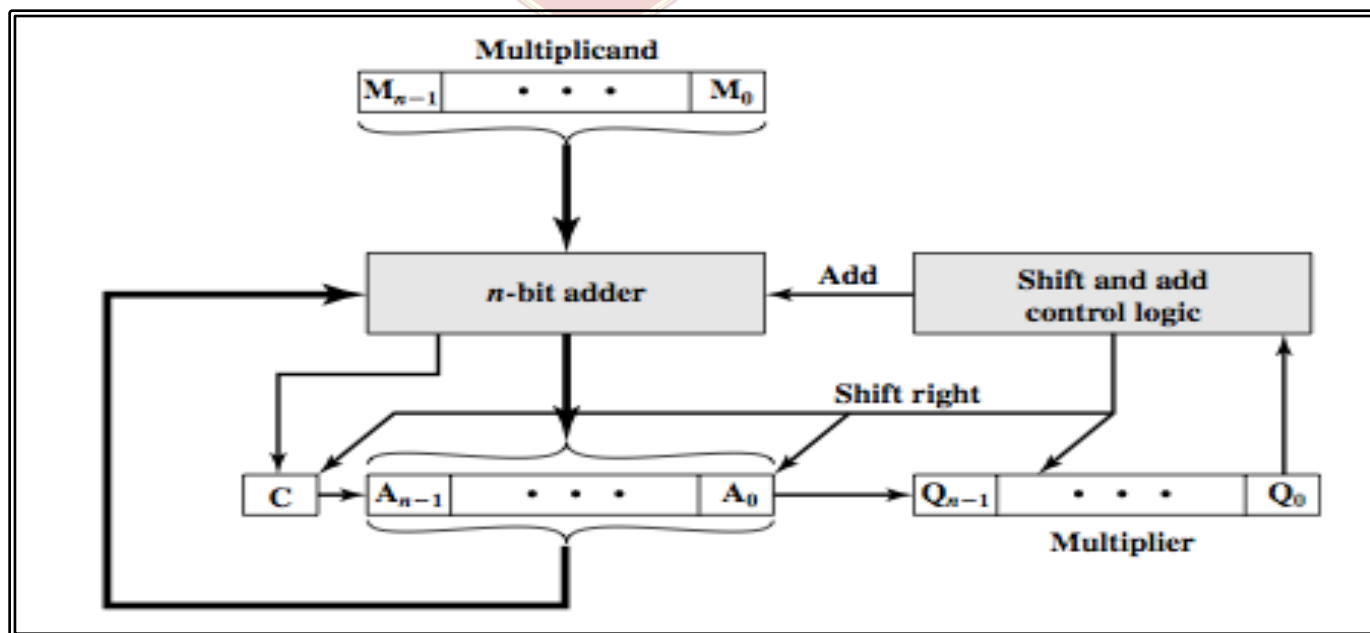 Multiplicand
Mn−1 • • • M0
n-bit adder
Add
Shift and add
control logic
Shift right
C
An−1 • • • A0
Qn−1 • • • Q0
Multiplier